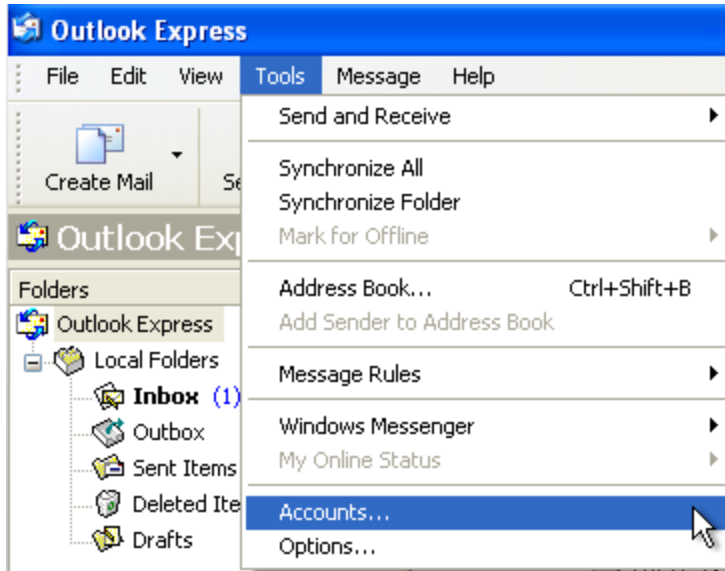 Outlook Express
File Edit View Tools Message Help
Create Mail
Send and Receive
Synchronize All
Synchronize Folder
Mark for Offline
Outlook
Address Book... Ctrl+Shift+B
Add Sender to Address Book
Message Rules
Windows Messenger
My Online Status
Accounts...
Options...
Folders
Outlook Express
Local Folders
Inbox (1)
Outbox
Sent Items
Deleted Ite
Drafts